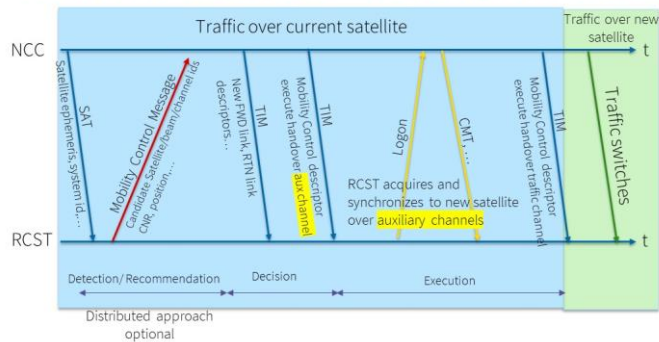 Traffic over current satellite
Traffic over new
satellite
NCC
t
SAT
Satellite ephemeris, system id,...
Mobility Control Message
Candidate Satellite/beam/channel ids
CNR, position,...
TIM
New FWD link, RTN link
descriptors,...
TIM
Mobility Control descriptor
execute handover
aux channel
Logon
CMT, ...
RCST acquires and
synchronizes to new satellite
over auxiliary channels
TIM
Mobility Control descriptor
execute handover traffic channel
Traffic switches
RCST
t
Detection/Recommendation
Decision
Execution
Distributed approach
optional